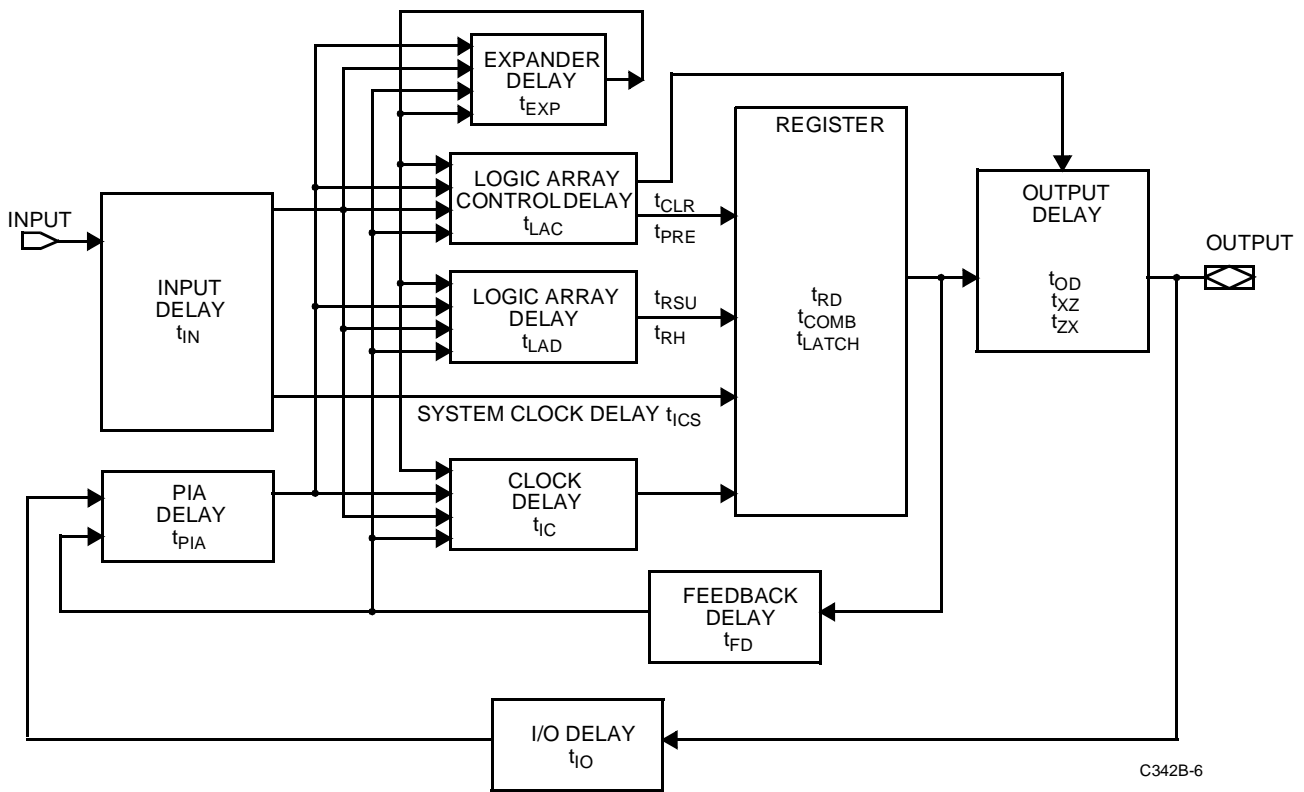 EXPANDER
DELAY
tEXP
REGISTER
LOGIC ARRAY
CONTROL DELAY
tLAC
tCLR
tPRE
OUTPUT
DELAY
tOD
tXZ
tZX
INPUT
OUTPUT
INPUT
DELAY
tIN
LOGIC ARRAY
DELAY
tLAD
tRSU
tRH
tRD
tCOMB
tLATCH
SYSTEM CLOCK DELAY tICS
PIA
DELAY
tPIA
CLOCK
DELAY
tIC
FEEDBACK
DELAY
tFD
I/O DELAY
tIO
C342B-6